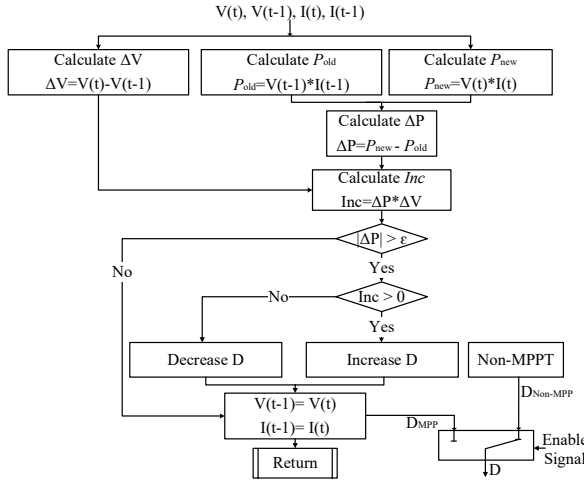 V(t), V(t-1), I(t), I(t-1)
Calculate ΔV
ΔV=V(t)-V(t-1)
Calculate Pold
Pold=V(t-1)*I(t-1)
Calculate Pnew
Pnew=V(t)*I(t)
Calculate ΔP
ΔP=Pnew - Pold
Calculate Inc
Inc=ΔP*ΔV
|ΔP| > ε
No
Yes
Inc > 0
No
Yes
Decrease D
Increase D
Non-MPPT
DNon-MPP
V(t-1)= V(t)
I(t-1)= I(t)
DMPP
Enable
Signal
Return
D